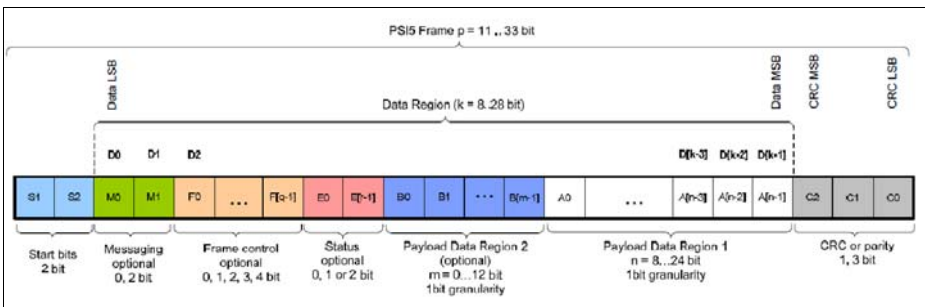 PSI5 Frame p = 11 .. 33 bit
Data LSB
Data MSB
CRC MSB
CRC LSB
Data Region (k = 8..28 bit)
D0 D1 D2 D[k-3] D[k-2] D[k-1]
S1 S2 M0 M1 F0 ... F[q-1] E0 E[r-1] B0 B1 ... B[m-1] A0 ... A[n-3] A[n-2] A[n-1] C2 C1 C0
Start bits
2 bit
Messaging
optional
0, 2 bit
Frame control
optional
0, 1, 2, 3, 4 bit
Status
optional
0, 1 or 2 bit
Payload Data Region 2
(optional)
m = 0...12 bit
1bit granularity
Payload Data Region 1
n = 8...24 bit
1bit granularity
CRC or parity
1, 3 bit